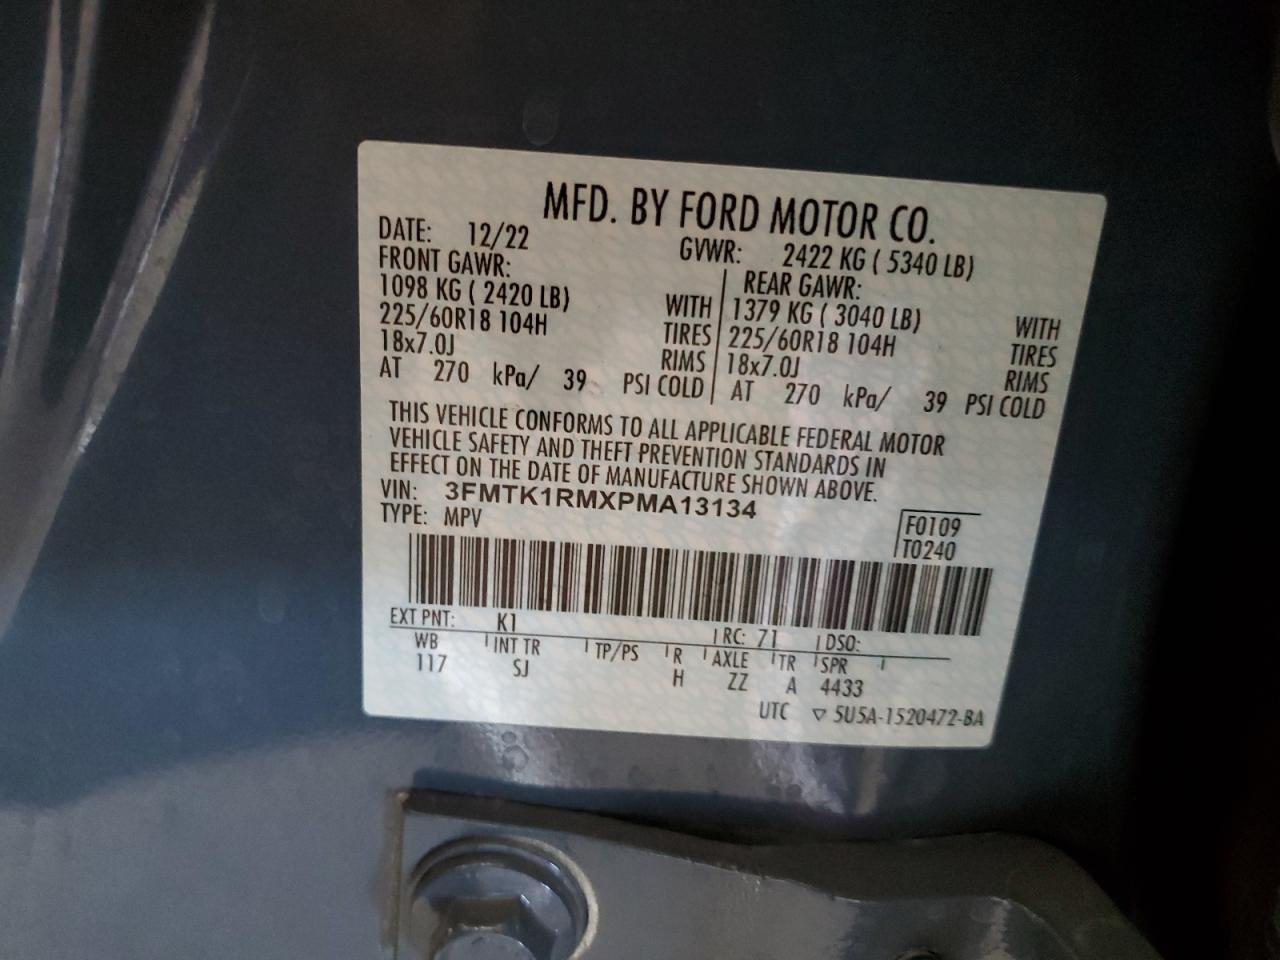 MFD. BY FORD MOTOR CO.
DATE: 12/22 GVWR: 2422 KG ( 5340 LB)
FRONT GAWR: REAR GAWR:
1098 KG ( 2420 LB) WITH 1379 KG ( 3040 LB) WITH
225/60R18 104H TIRES 225/60R18 104H TIRES
18x7.0J RIMS 18x7.0J RIMS
AT 270 kPa/ 39 PSI COLD AT 270 kPa/ 39 PSI COLD
THIS VEHICLE CONFORMS TO ALL APPLICABLE FEDERAL MOTOR
VEHICLE SAFETY AND THEFT PREVENTION STANDARDS IN
EFFECT ON THE DATE OF MANUFACTURE SHOWN ABOVE.
VIN: 3FMTK1RMXPMA13134
TYPE: MPV F0109
T0240
EXT PNT: K1 RC: 71 DSO:
WB INT TR TP/PS R AXLE TR SPR
117 SJ H ZZ A 4433
UTC ▽ 5U5A-1520472-BA